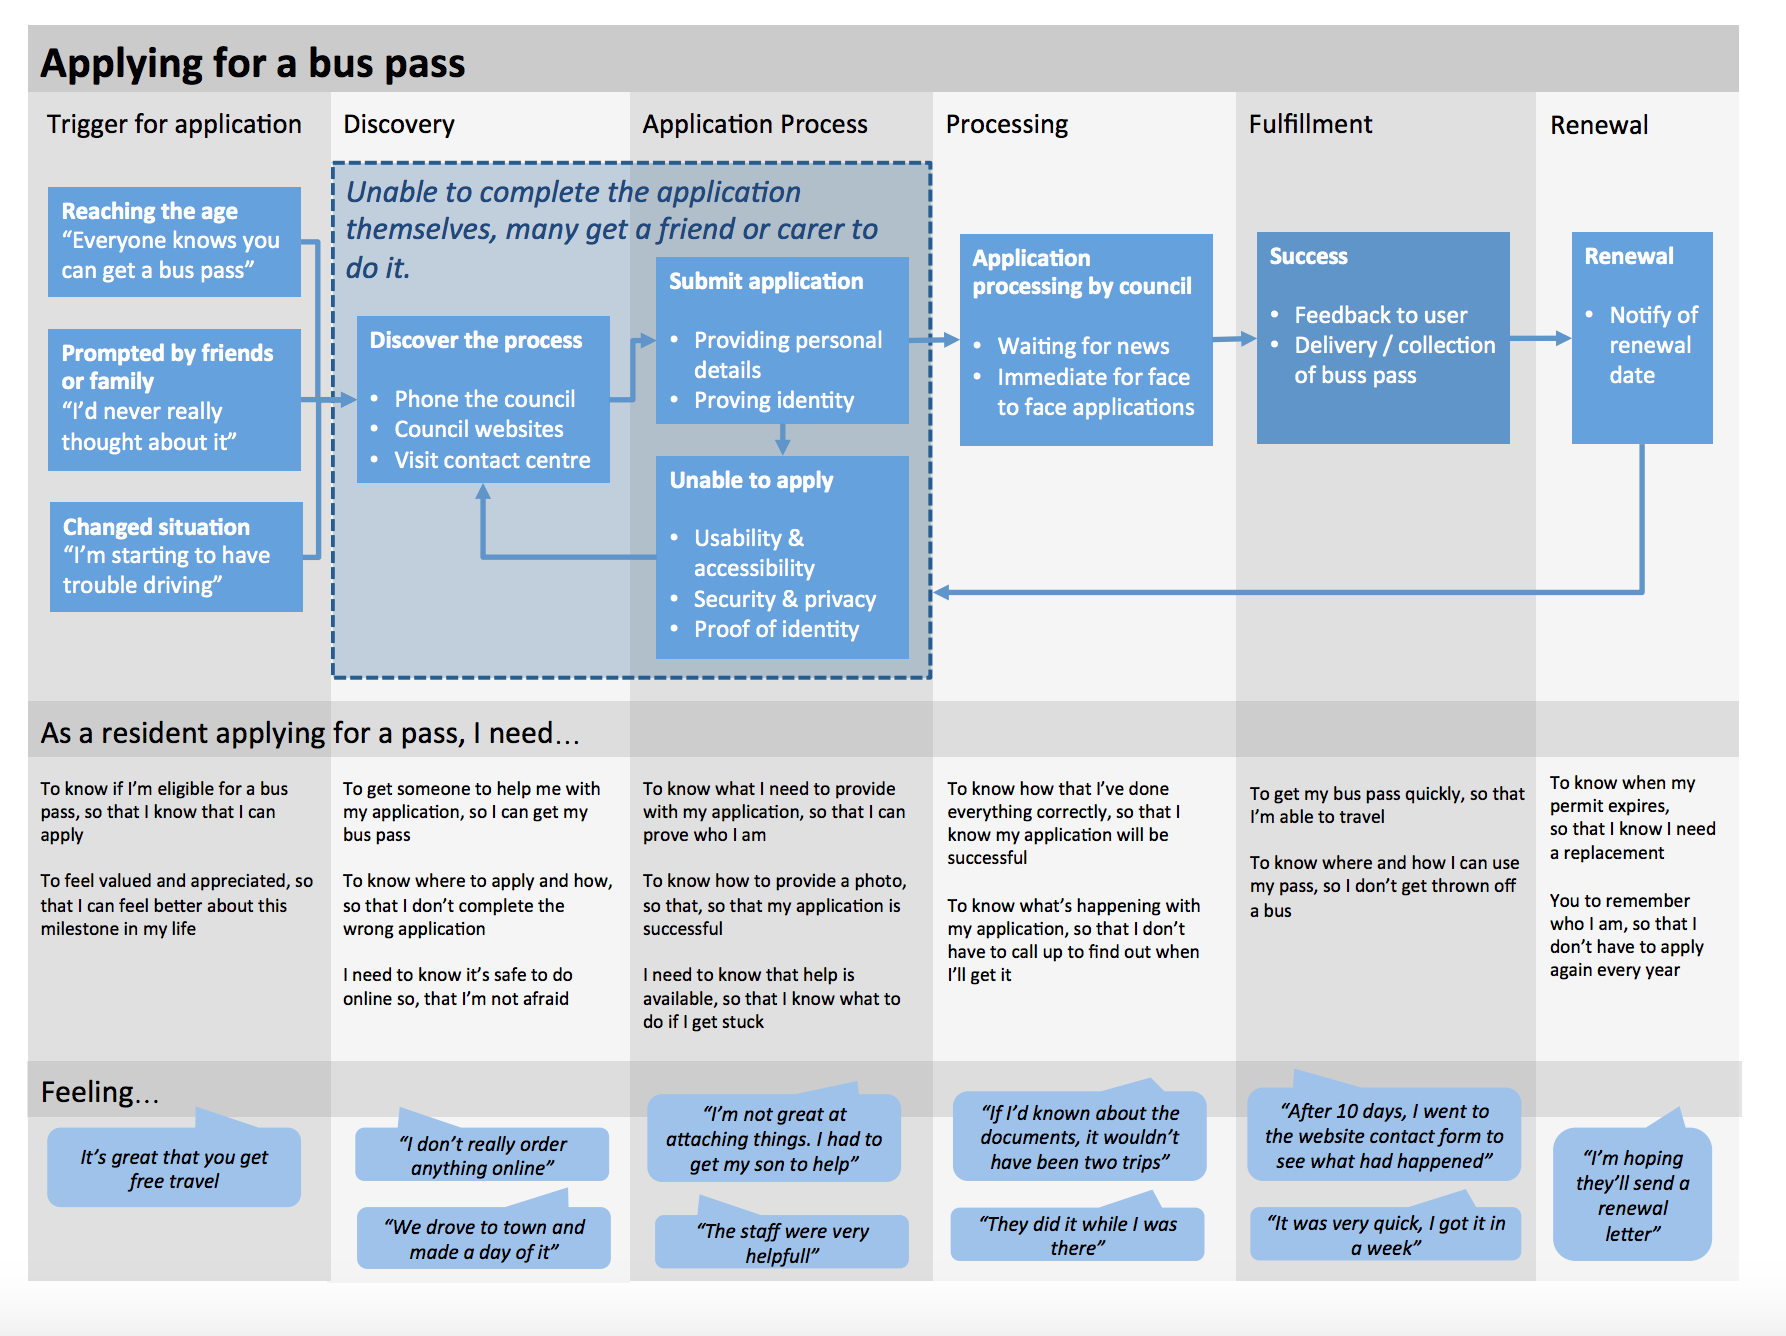 Applying for a bus pass
Trigger for application
Discovery
Application Process
Processing
Fulfillment
Renewal
Reaching the age
“Everyone knows you
can get a bus pass”
Prompted by friends
or family
“I’d never really
thought about it”
Changed situation
“I’m starting to have
trouble driving”
Unable to complete the application
themselves, many get a friend or carer to
do it.
Discover the process
• Phone the council
• Council websites
• Visit contact centre
Submit application
• Providing personal
details
• Proving identity
Unable to apply
• Usability &
accessibility
• Security & privacy
• Proof of identity
Application
processing by council
• Waiting for news
• Immediate for face
to face applications
Success
• Feedback to user
• Delivery / collection
of buss pass
Renewal
• Notify of
renewal
date
As a resident applying for a pass, I need…
To know if I’m eligible for a bus
pass, so that I know that I can
apply
To feel valued and appreciated, so
that I can feel better about this
milestone in my life
To get someone to help me with
my application, so I can get my
bus pass
To know where to apply and how,
so that I don’t complete the
wrong application
I need to know it’s safe to do
online so, that I’m not afraid
To know what I need to provide
with my application, so that I can
prove who I am
To know how to provide a photo,
so that, so that my application is
successful
I need to know that help is
available, so that I know what to
do if I get stuck
To know how that I’ve done
everything correctly, so that I
know my application will be
successful
To know what’s happening with
my application, so that I don’t
have to call up to find out when
I’ll get it
To get my bus pass quickly, so that
I’m able to travel
To know where and how I can use
my pass, so I don’t get thrown off
a bus
To know when my
permit expires,
so that I know I need
a replacement
You to remember
who I am, so that I
don’t have to apply
again every year
Feeling…
It’s great that you get
free travel
“I don’t really order
anything online”
“We drove to town and
made a day of it”
“I’m not great at
attaching things. I had to
get my son to help”
“The staff were very
helpfull”
“If I’d known about the
documents, it wouldn’t
have been two trips”
“They did it while I was
there”
“After 10 days, I went to
the website contact form to
see what had happened”
“It was very quick, I got it in
a week”
“I’m hoping
they’ll send a
renewal
letter”